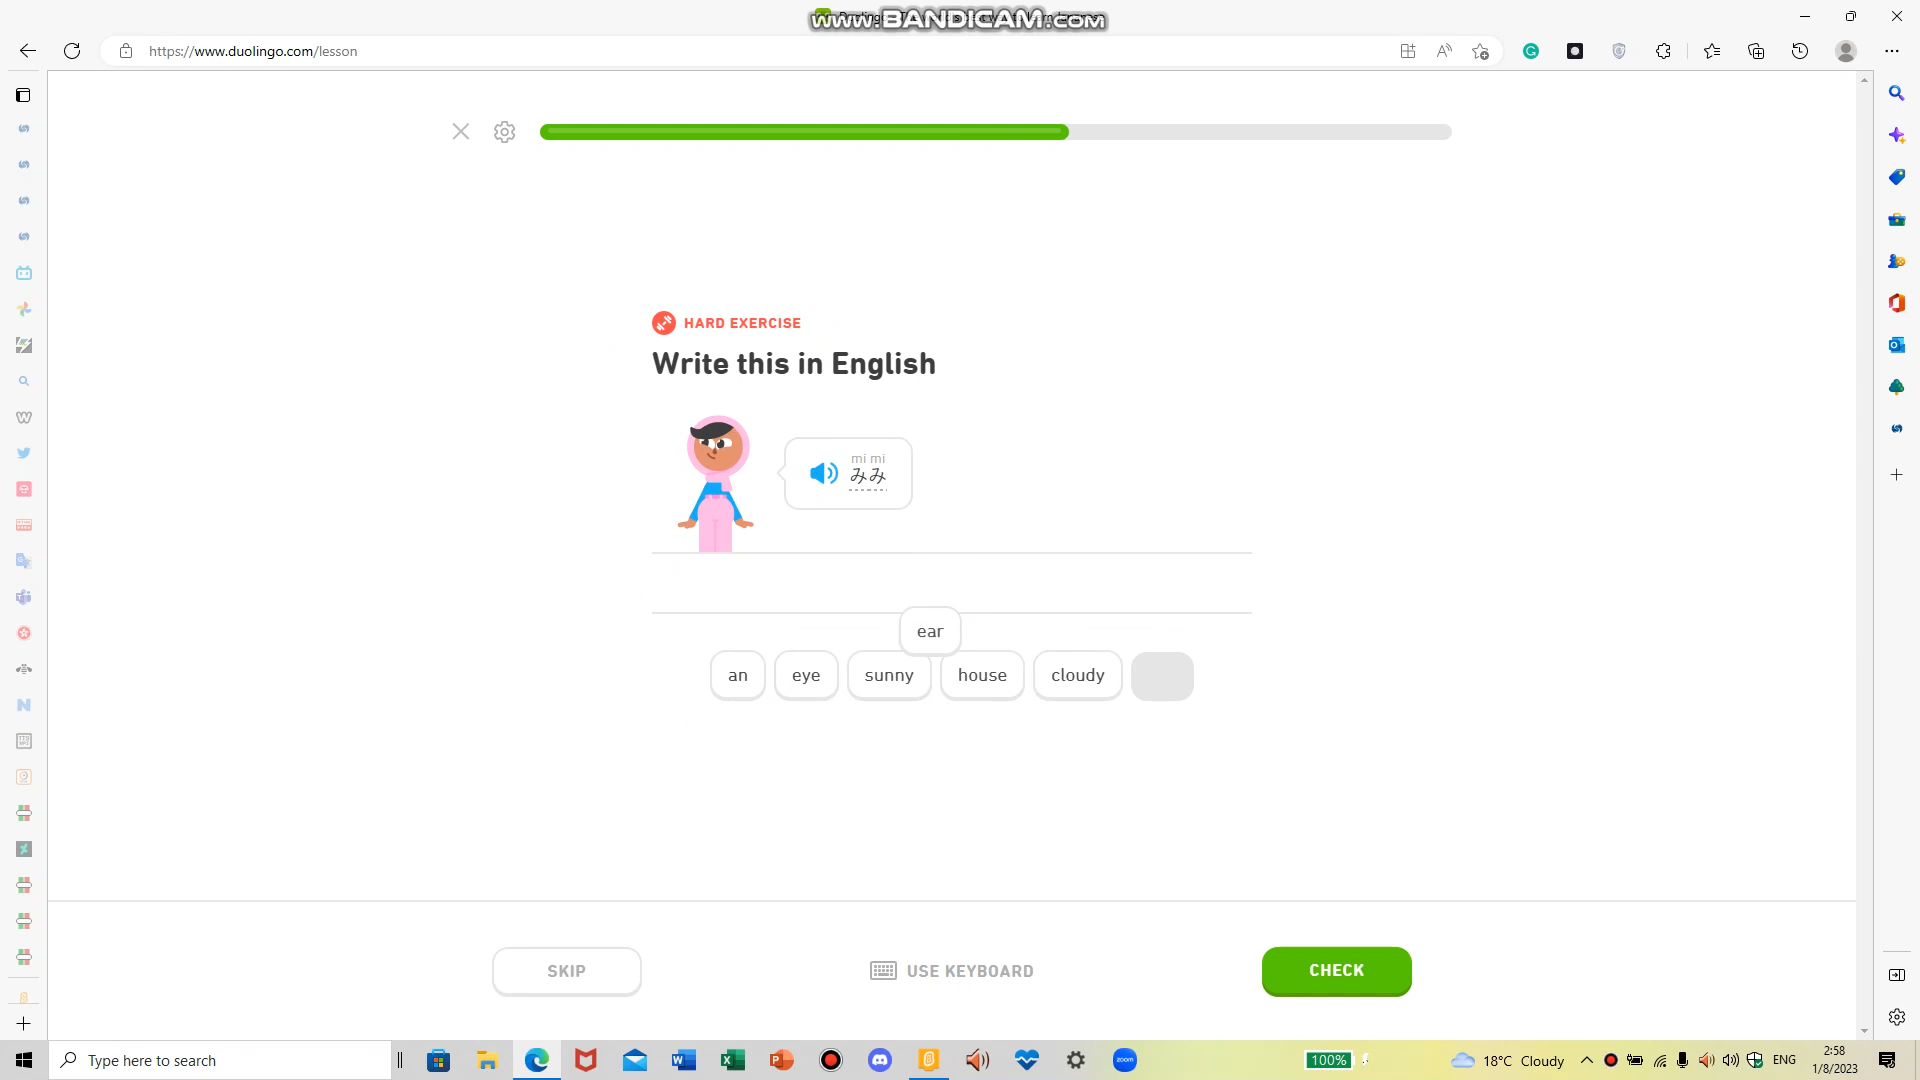 www.BANDICAM.com
https://www.duolingo.com/lesson
HARD EXERCISE
Write this in English
mi mi
みみ
ear
an eye sunny house cloudy
SKIP
USE KEYBOARD
CHECK
Type here to search
100%
18°C Cloudy
ENG
2:58
1/8/2023